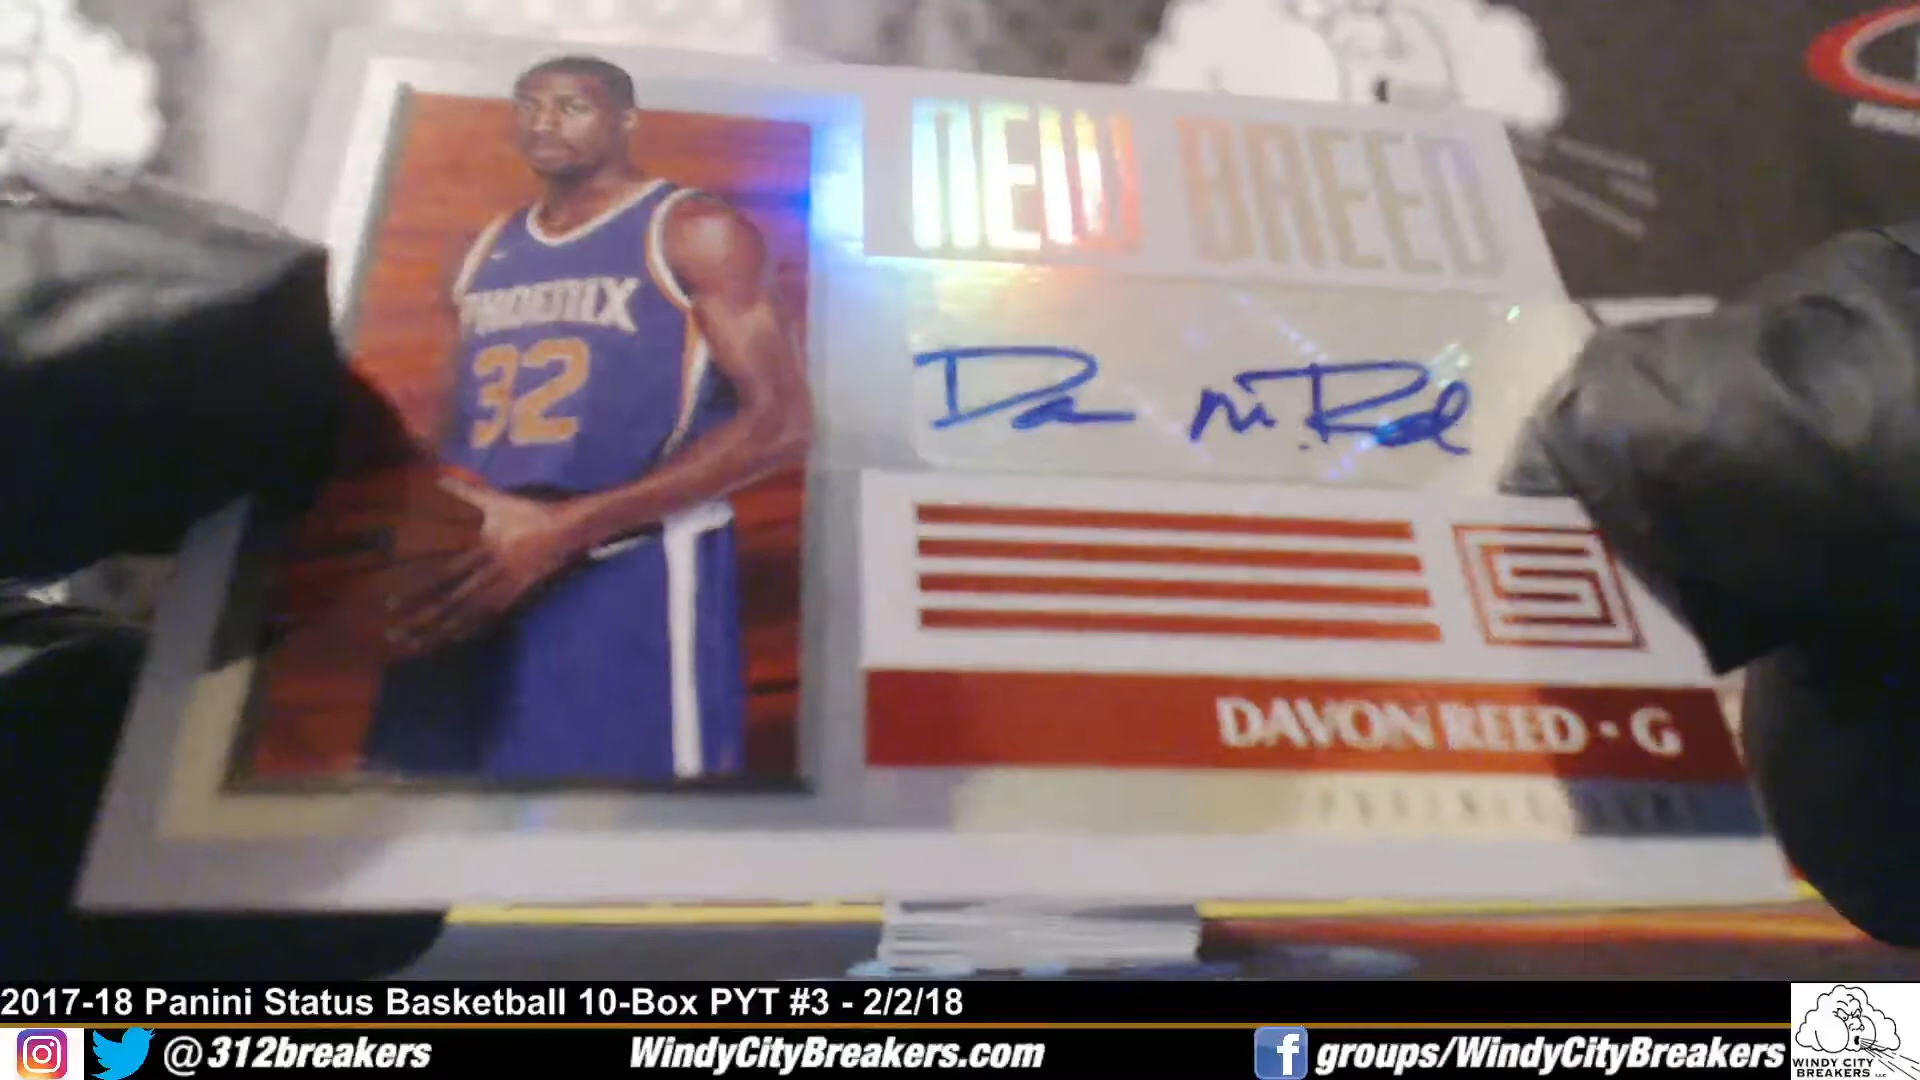 NEW BREED
PHOENIX
32
DAVON REED • G
2017-18 Panini Status Basketball 10-Box PYT #3 - 2/2/18
@312breakers
WindyCityBreakers.com
f groups/WindyCityBreakers
WINDY CITY
BREAKERS LLC